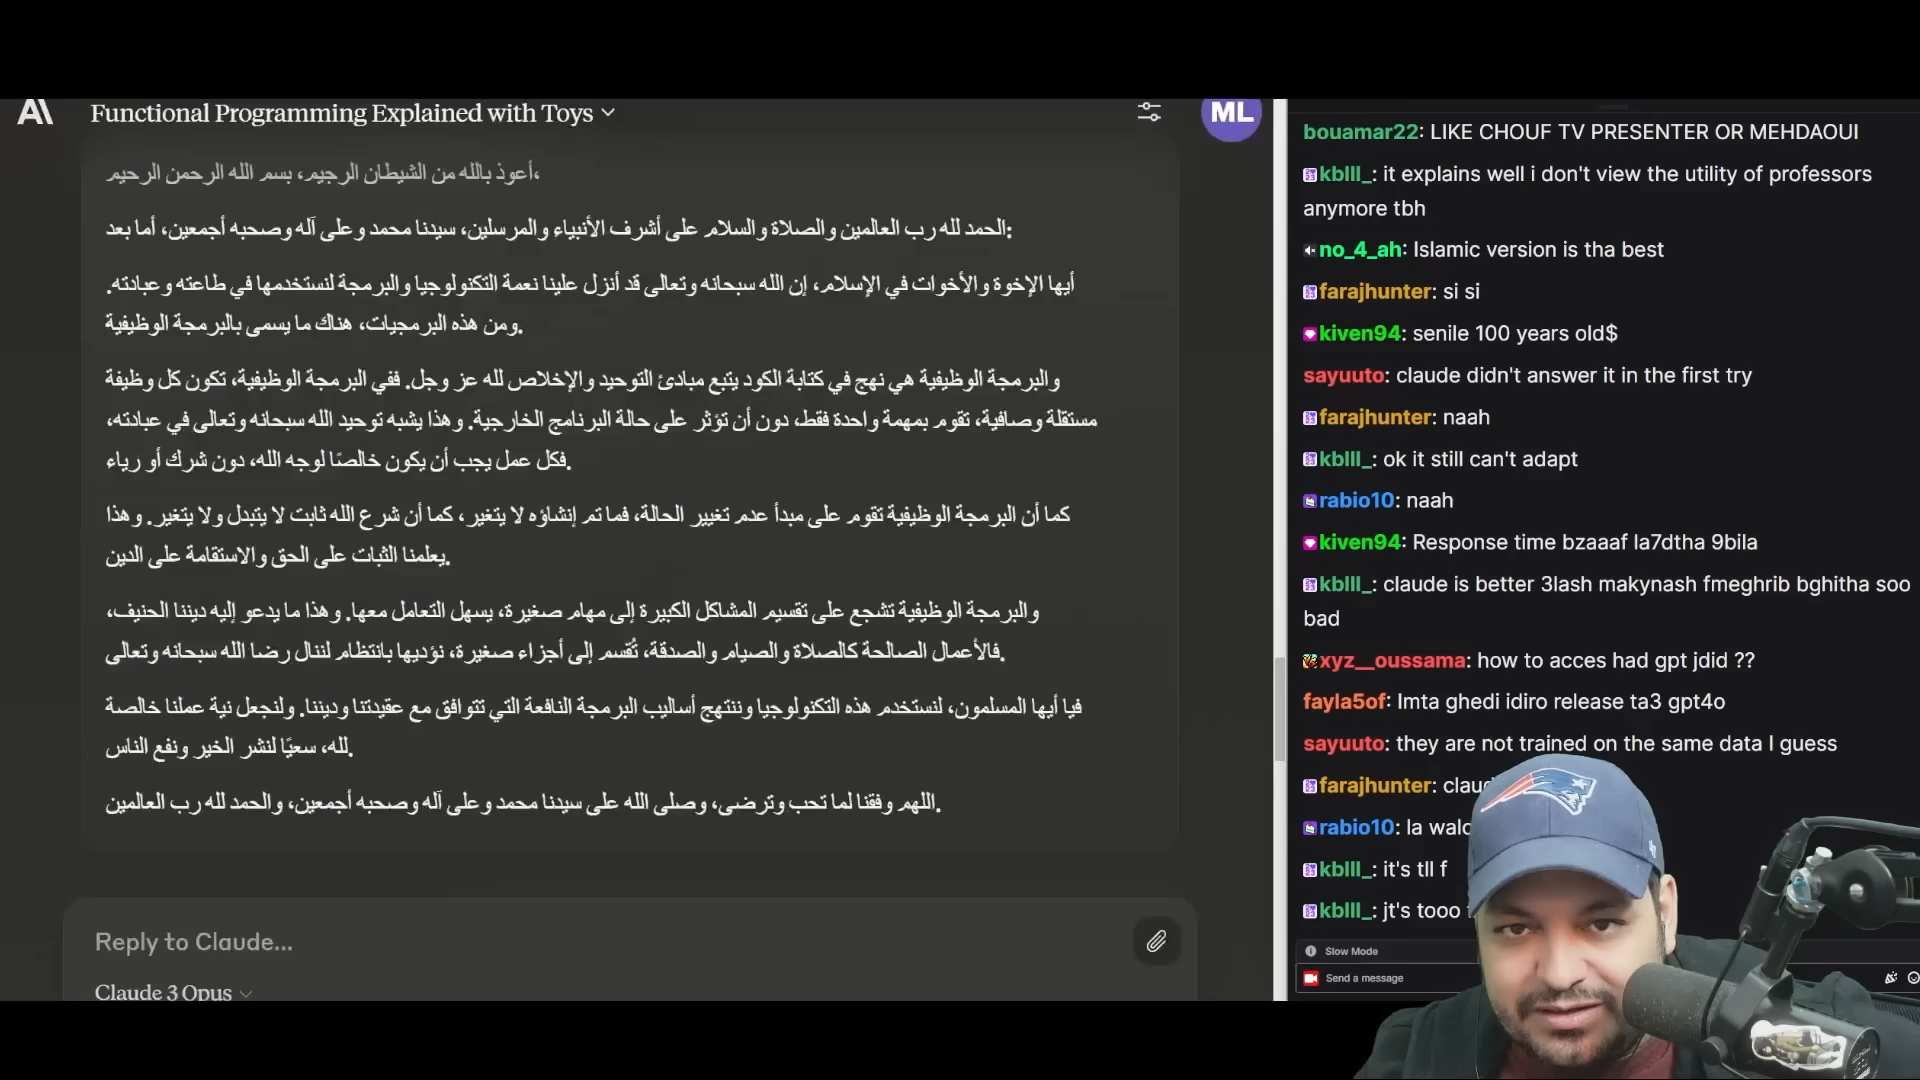 Functional Programming Explained with Toys
ML
أعوذ بالله من الشيطان الرجيم، بسم الله الرحمن الرحيم،
الحمد لله رب العالمين والصلاة والسلام على أشرف الأنبياء والمرسلين، سيدنا محمد وعلى آله وصحبه أجمعين، أما بعد:
أيها الإخوة والأخوات في الإسلام، إن الله سبحانه وتعالى قد أنزل علينا نعمة التكنولوجيا والبرمجة لنستخدمها في طاعته وعبادته.
ومن هذه البرمجيات، هناك ما يسمى بالبرمجة الوظيفية.
والبرمجة الوظيفية هي نهج في كتابة الكود يتبع مبادئ التوحيد والإخلاص لله عز وجل. ففي البرمجة الوظيفية، تكون كل وظيفة
مستقلة وصافية، تقوم بمهمة واحدة فقط، دون أن تؤثر على حالة البرنامج الخارجية. وهذا يشبه توحيد الله سبحانه وتعالى في عبادته،
فكل عمل يجب أن يكون خالصًا لوجه الله، دون شرك أو رياء.
كما أن البرمجة الوظيفية تقوم على مبدأ عدم تغيير الحالة، فما تم إنشاؤه لا يتغير، كما أن شرع الله ثابت لا يتبدل ولا يتغير. وهذا
يعلمنا الثبات على الحق والاستقامة على الدين.
والبرمجة الوظيفية تشجع على تقسيم المشاكل الكبيرة إلى مهام صغيرة، يسهل التعامل معها. وهذا ما يدعو إليه ديننا الحنيف،
فالأعمال الصالحة كالصلاة والصيام والصدقة، تُقسم إلى أجزاء صغيرة، نؤديها بانتظام لننال رضا الله سبحانه وتعالى.
فيا أيها المسلمون، لنستخدم هذه التكنولوجيا وننتهج أساليب البرمجة النافعة التي تتوافق مع عقيدتنا وديننا. ولنجعل نية عملنا خالصة
لله، سعيًا لنشر الخير ونفع الناس.
اللهم وفقنا لما تحب وترضى، وصلى الله على سيدنا محمد وعلى آله وصحبه أجمعين، والحمد لله رب العالمين.
Reply to Claude...
Claude 3 Opus
bouamar22: LIKE CHOUF TV PRESENTER OR MEHDAOUI
kblll_: it explains well i don't view the utility of professors
anymore tbh
no_4_ah: Islamic version is tha best
farajhunter: si si
kiven94: senile 100 years old$
sayuuto: claude didn't answer it in the first try
farajhunter: naah
kblll_: ok it still can't adapt
rabio10: naah
kiven94: Response time bzaaaf la7dtha 9bila
kblll_: claude is better 3lash makynash fmeghrib bghitha soo
bad
xyz__oussama: how to acces had gpt jdid ??
fayla5of: Imta ghedi idiro release ta3 gpt4o
sayuuto: they are not trained on the same data I guess
farajhunter:
rabio10: la
kblll_: it's tll f
kblll_: jt's tooo
Slow Mode
Send a message